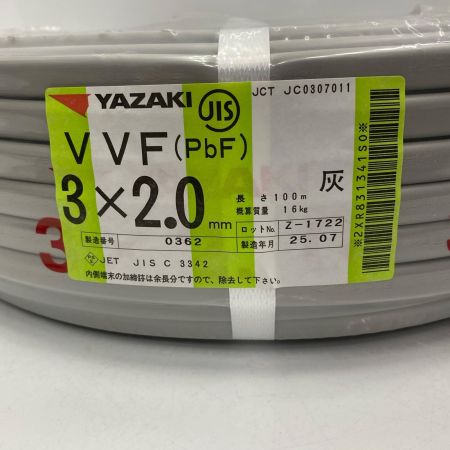 YAZAKI
JIS
JCT JC0307011
VVF(PbF)
3×2.0mm
長さ100m
概算質量 16kg
灰
ロットNo. Z-1722
製造番号 0362
製造年月 25.07
JET JIS C 3342
内側端末の加締詰は余長分ですので、除去して下さい。
※2XR831341S0※
3